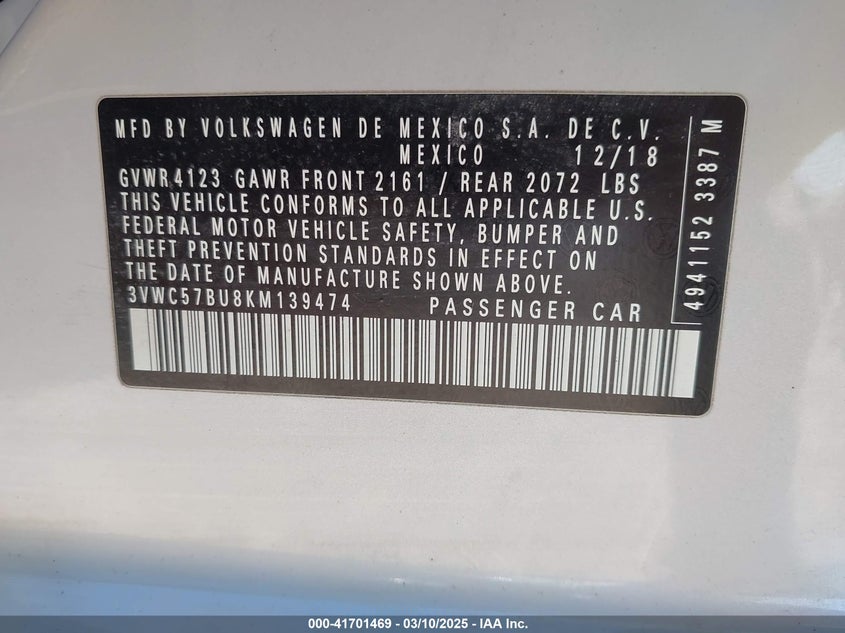 MFD BY VOLKSWAGEN DE MEXICO S.A. DE C.V.
MEXICO 12/18
GVWR 4123 GAWR FRONT 2161 / REAR 2072 LBS
THIS VEHICLE CONFORMS TO ALL APPLICABLE U.S.
FEDERAL MOTOR VEHICLE SAFETY, BUMPER AND
THEFT PREVENTION STANDARDS IN EFFECT ON
THE DATE OF MANUFACTURE SHOWN ABOVE.
3VWC57BU8KM139474 PASSENGER CAR
4941152 3387 M
000-41701469 - 03/10/2025 - IAA Inc.